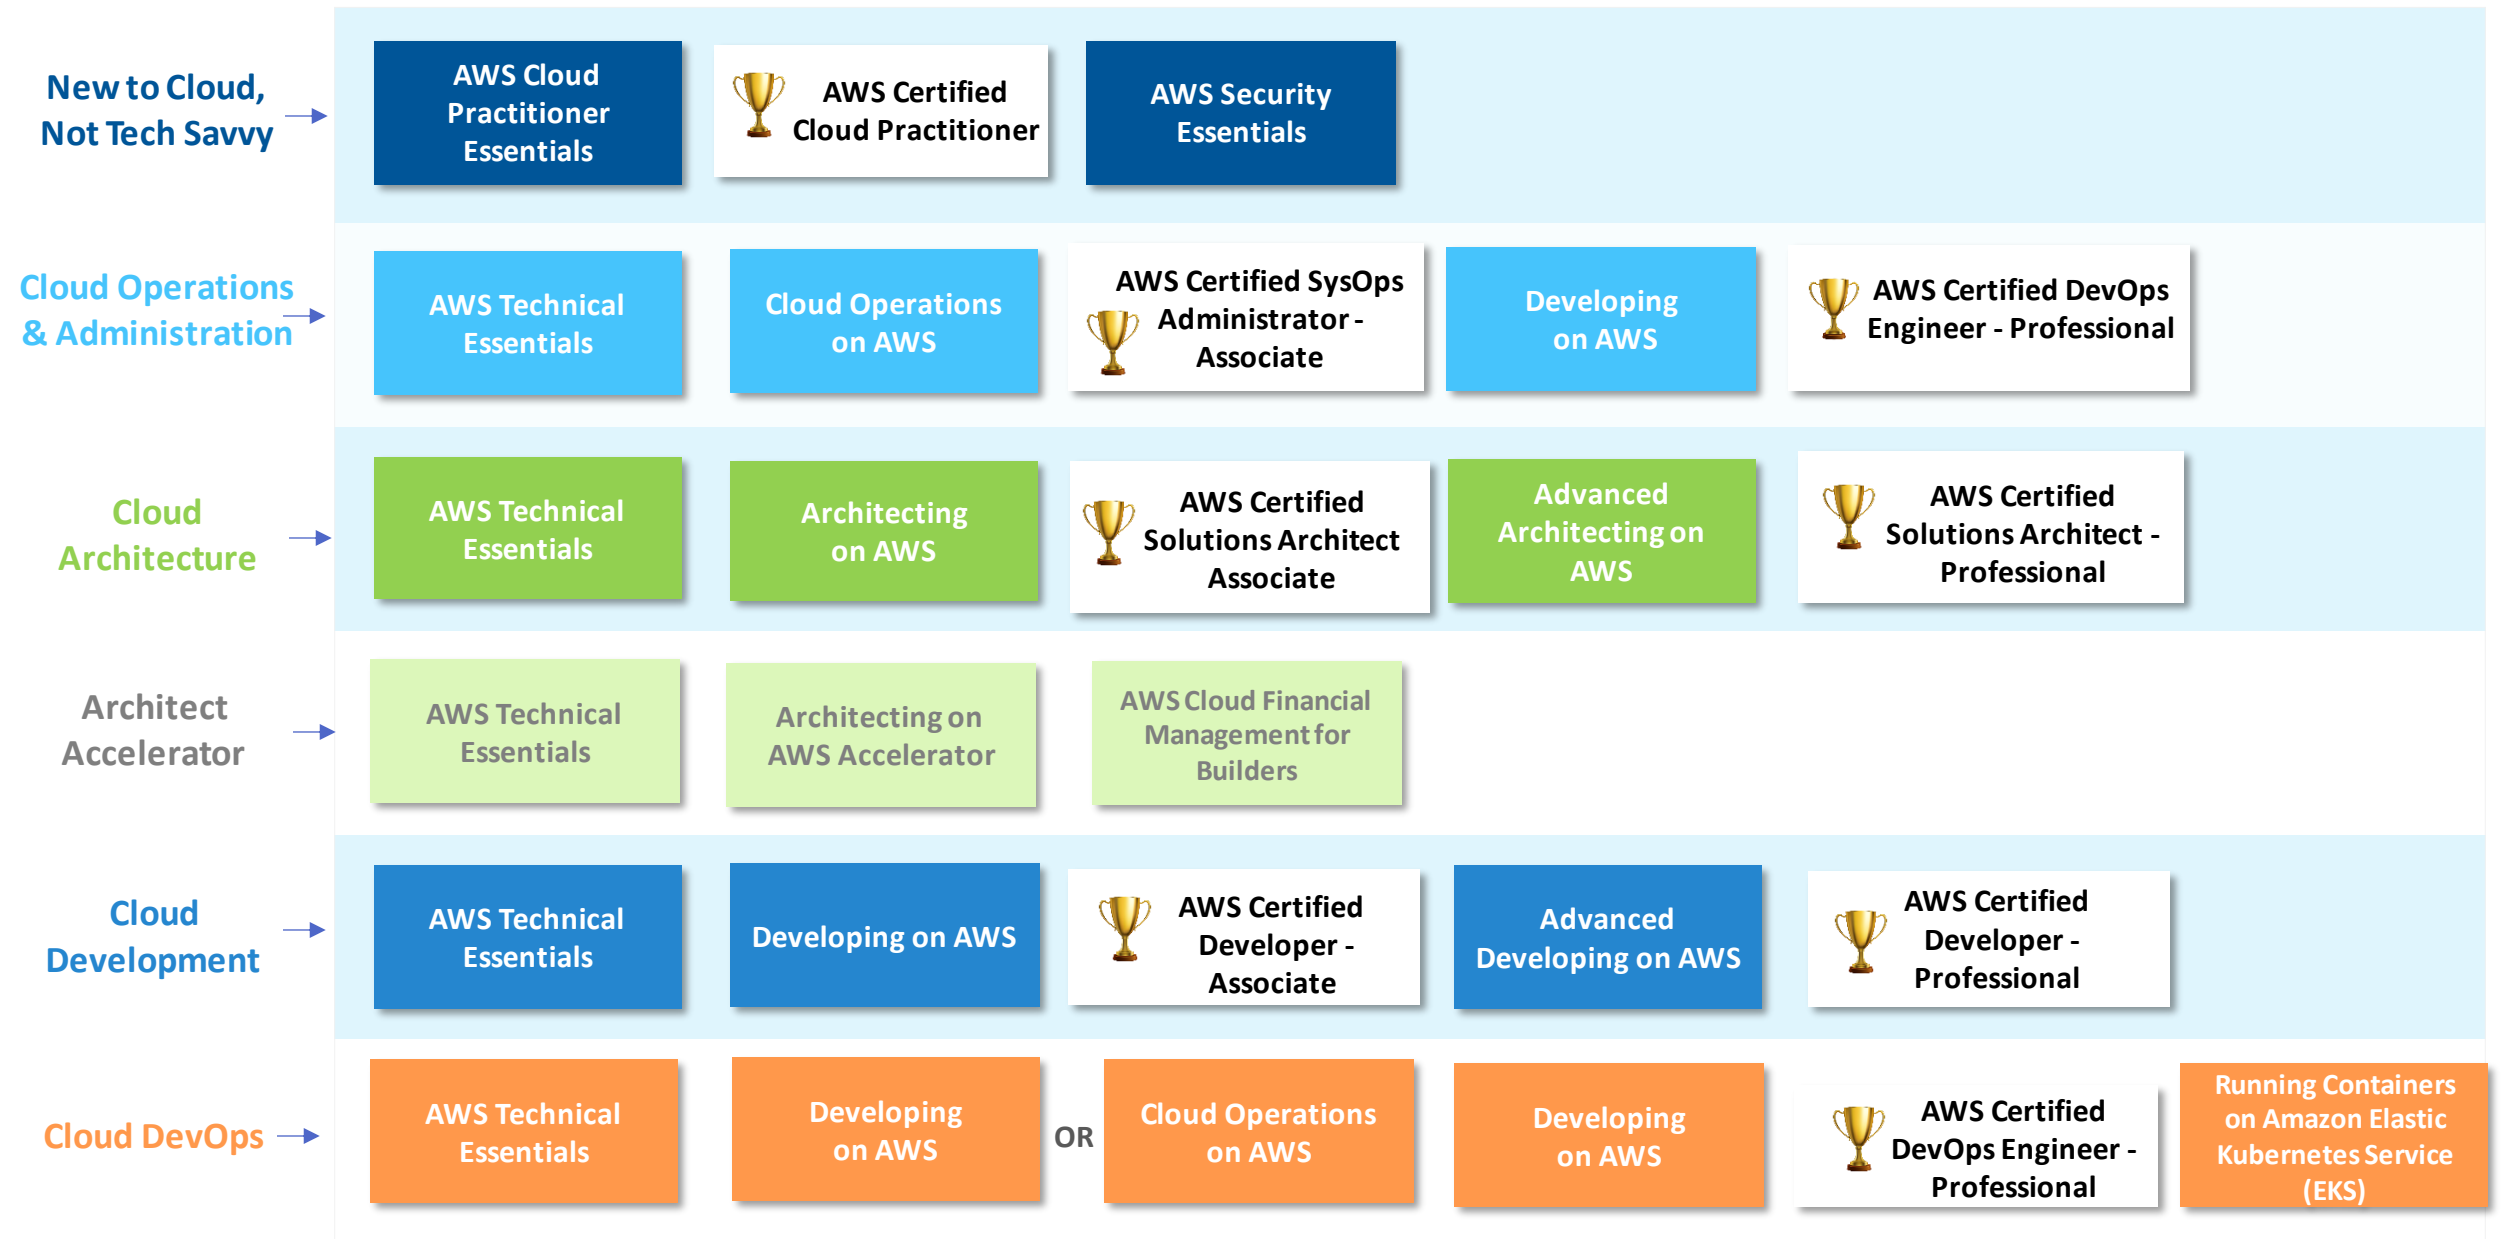 New to Cloud,
Not Tech Savvy
AWS Cloud
Practitioner
Essentials
AWS Certified
Cloud Practitioner
AWS Security
Essentials
Cloud Operations
& Administration
AWS Technical
Essentials
Cloud Operations
on AWS
AWS Certified SysOps
Administrator -
Associate
Developing
on AWS
AWS Certified DevOps
Engineer - Professional
Cloud
Architecture
AWS Technical
Essentials
Architecting
on AWS
AWS Certified
Solutions Architect
Associate
Advanced
Architecting on
AWS
AWS Certified
Solutions Architect -
Professional
Architect
Accelerator
AWS Technical
Essentials
Architecting on
AWS Accelerator
AWS Cloud Financial
Management for
Builders
Cloud
Development
AWS Technical
Essentials
Developing on AWS
AWS Certified
Developer -
Associate
Advanced
Developing on AWS
AWS Certified
Developer -
Professional
Cloud DevOps
AWS Technical
Essentials
Developing
on AWS
OR
Cloud Operations
on AWS
Developing
on AWS
AWS Certified
DevOps Engineer -
Professional
Running Containers
on Amazon Elastic
Kubernetes Service
(EKS)